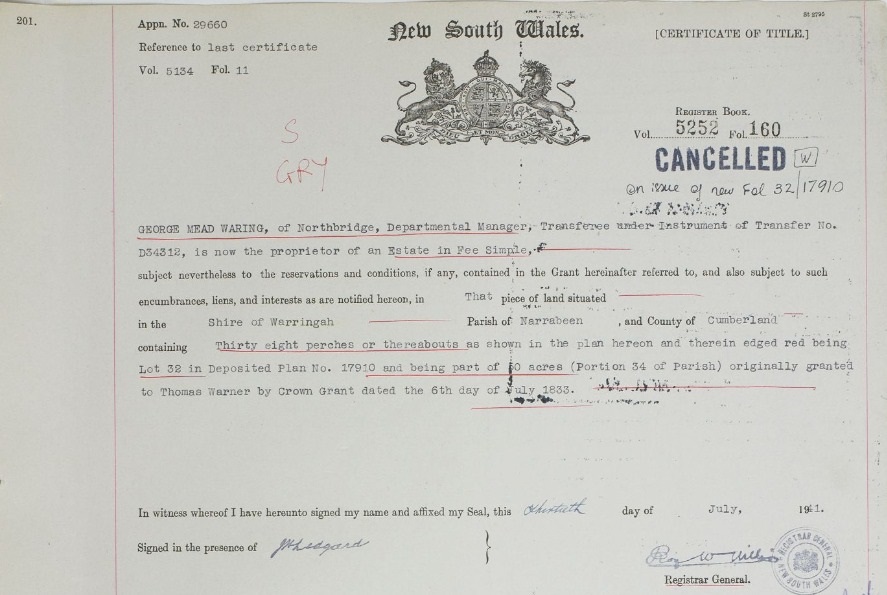 201.
Appn. No. 29660
New South Wales.
[CERTIFICATE OF TITLE.]
Reference to last certificate
Vol. 5134 Fol. 11
REGISTER BOOK.
Vol. 5252 Fol. 160
S
GRY
CANCELLED W
on issue of new Fol 32/17910
GEORGE MEAD WARING, of Northbridge, Departmental Manager, Transferee under Instrument of Transfer No.
D34312, is now the proprietor of an Estate in Fee Simple,
subject nevertheless to the reservations and conditions, if any, contained in the Grant hereinafter referred to, and also subject to such
encumbrances, liens, and interests as are notified hereon, in That piece of land situated
in the Shire of Warringah Parish of Narrabeen , and County of Cumberland
containing Thirty eight perches or thereabouts as shown in the plan hereon and therein edged red being
Lot 32 in Deposited Plan No. 17910 and being part of 60 acres (Portion 34 of Parish) originally granted
to Thomas Warner by Crown Grant dated the 6th day of July 1833.
In witness whereof I have hereunto signed my name and affixed my Seal, this thirtieth day of July, 1941.
Signed in the presence of
Registrar General.
REGISTRAR GENERAL NEW SOUTH WALES